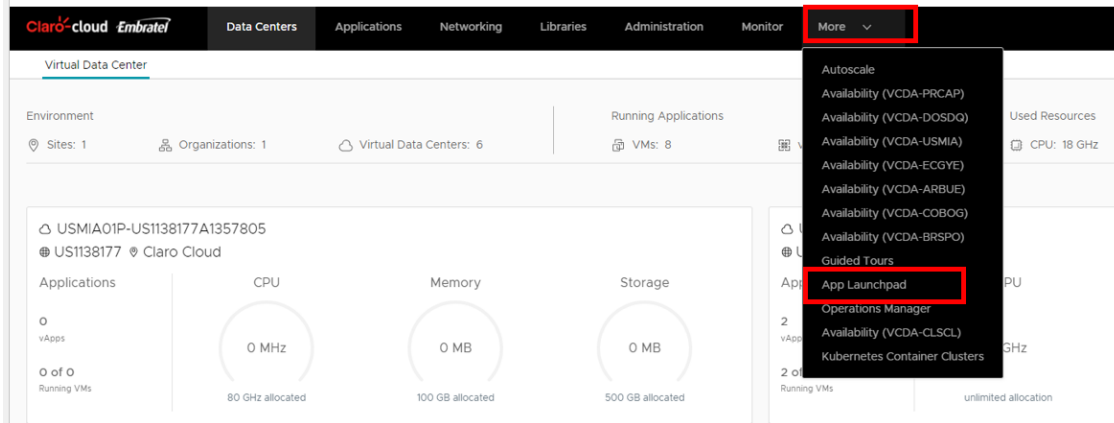 Claro-cloud Embratel Data Centers Applications Networking Libraries Administration Monitor More
Virtual Data Center
Autoscale
Availability (VCDA-PRCAP)
Availability (VCDA-DOSDQ)
Availability (VCDA-USMIA)
Availability (VCDA-ECGYE)
Availability (VCDA-ARBUE)
Availability (VCDA-COBOG)
Availability (VCDA-BRSPO)
Guided Tours
App Launchpad
Operations Manager
Availability (VCDA-CLSCL)
Kubernetes Container Clusters
Environment Running Applications Used Resources
Sites: 1 Organizations: 1 Virtual Data Centers: 6 VMs: 8 v CPU: 18 GHz
USMIA01P-US1138177A1357805
US1138177 Claro Cloud
Applications CPU Memory Storage
0
vApps
0 MHz 0 MB 0 MB
0 of 0
Running VMs
80 GHz allocated 100 GB allocated 500 GB allocated
App PU
2
vApp
GHz
2 of
Running VMs
unlimited allocation